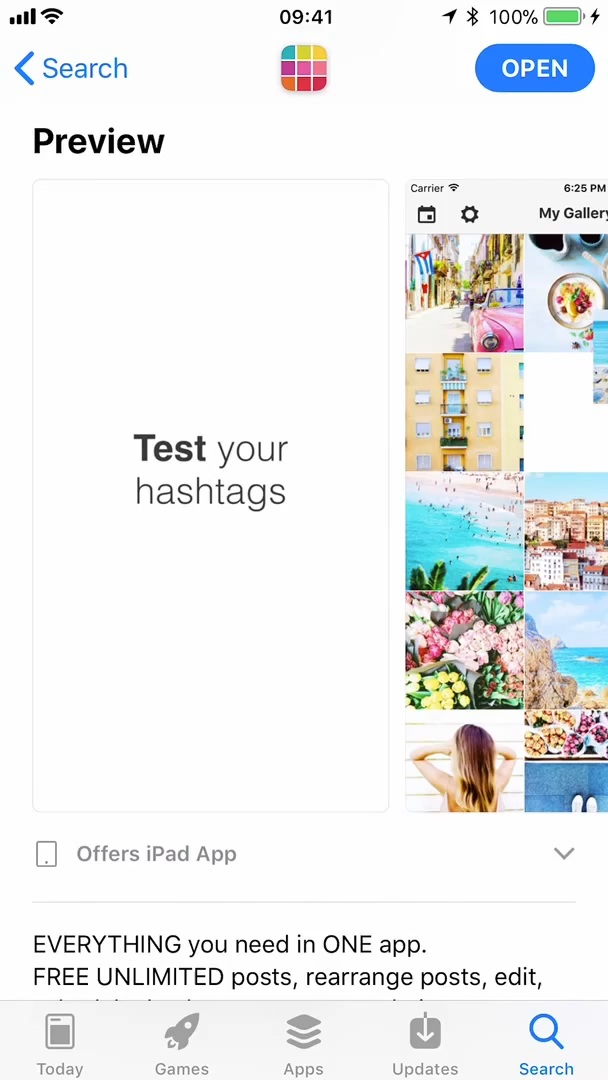 09:41
100%
Search
OPEN
Preview
Test your
hashtags
Carrier
6:25 PM
My Gallery
Offers iPad App
EVERYTHING you need in ONE app.
FREE UNLIMITED posts, rearrange posts, edit,
Today
Games
Apps
Updates
Search